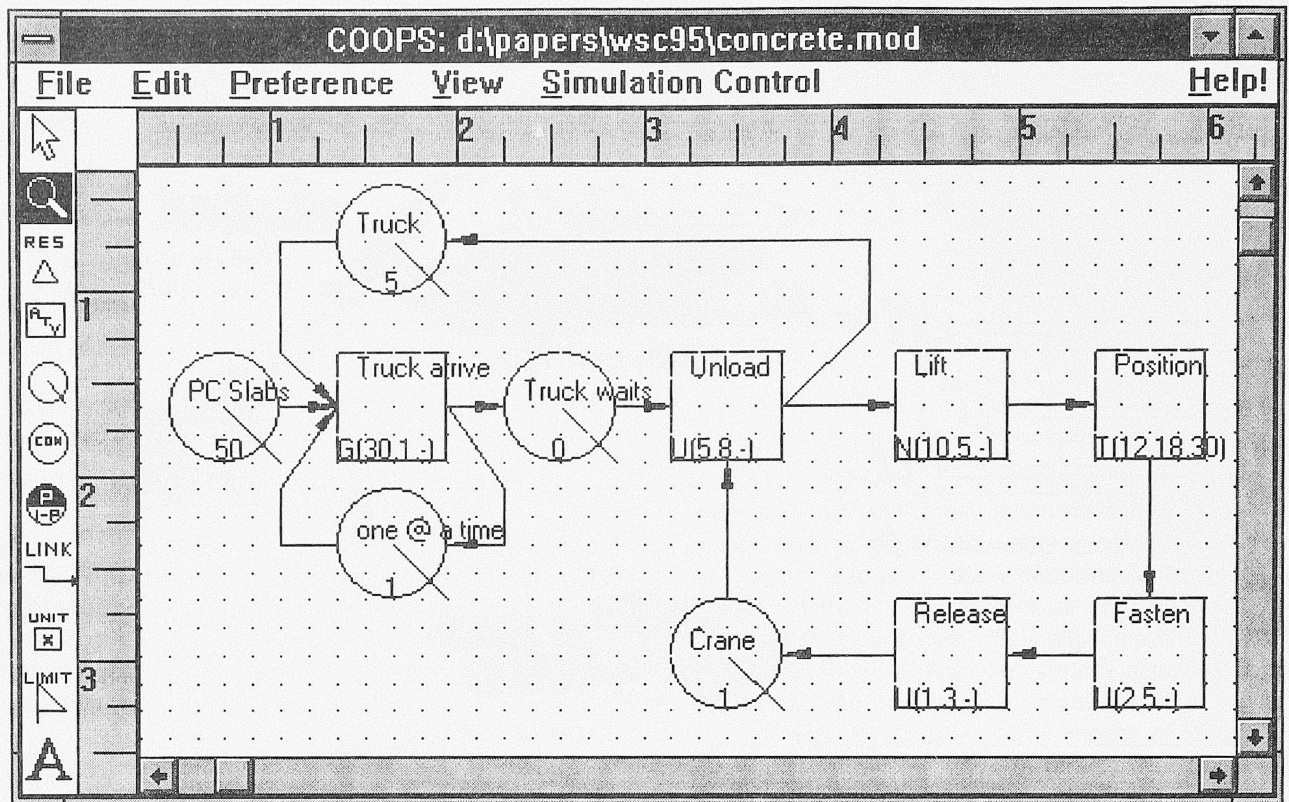 COOPS: d:\papers\wsc95\concrete.mod
File Edit Preference View Simulation Control Help!
1 2 3 4 5 6
RES
ATV
CON
P
1-P
LINK
UNIT
X
LIMIT
A
1
2
3
Truck
5
PC Slabs
50
Truck arrive
G(30,1,-)
Truck waits
0
Unload
U(5,8,-)
Lift
N(10,5,-)
Position
T(12,18,30)
one @ a time
1
Crane
1
Release
U(1,3,-)
Fasten
U(2,5,-)